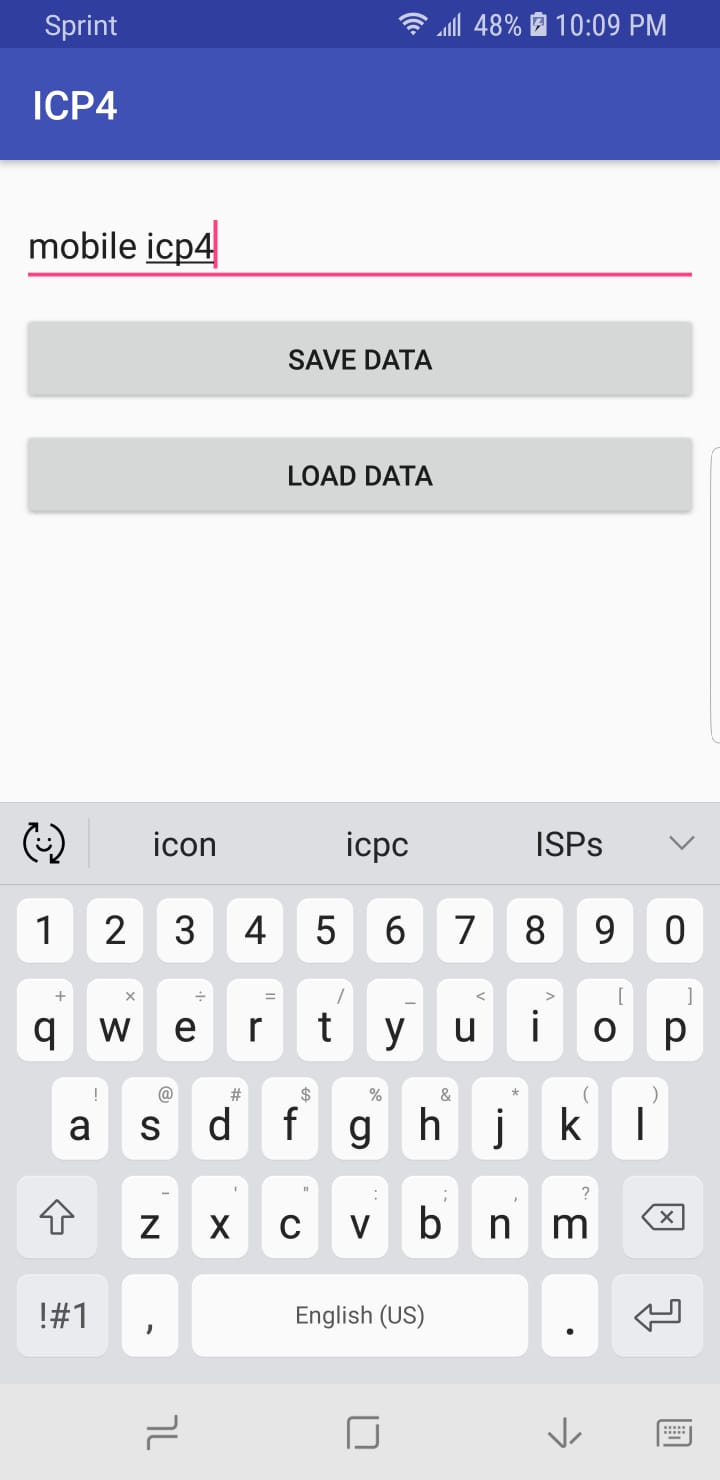 Sprint 48% 10:09 PM
ICP4
mobile icp4
SAVE DATA
LOAD DATA
icon icpc ISPs
1 2 3 4 5 6 7 8 9 0
+ × ÷ = / _ < > [ ]
q w e r t y u i o p
! @ # $ % & * ( )
a s d f g h j k l
- ' " : ; , ?
z x c v b n m
!#1 , English (US) .